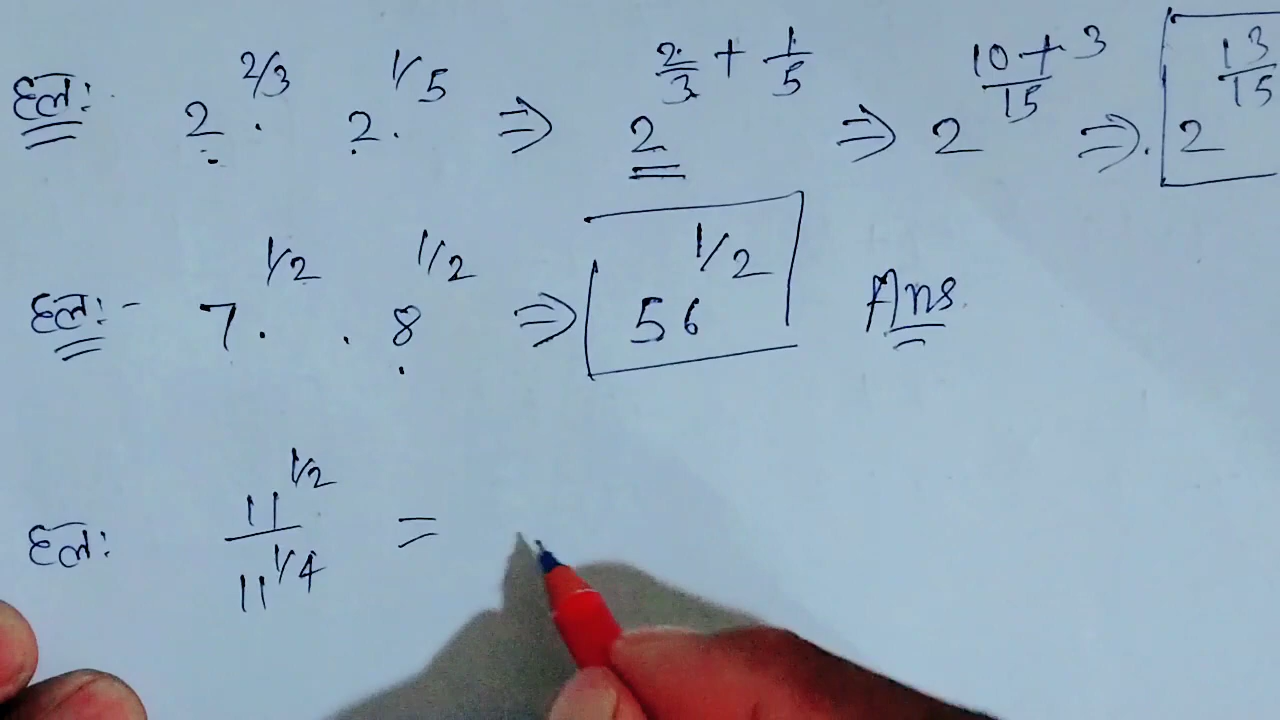 हलः 2^{2/3} . 2^{1/5} . ⇒ 2^{2/3 + 1/5} ⇒ 2^{(10+3)/15} ⇒ . 2^{13/15}
हलः- 7^{1/2} . . 8^{1/2} ⇒ 56^{1/2} Ans.
हलः 11^{1/2} / 11^{1/4} =